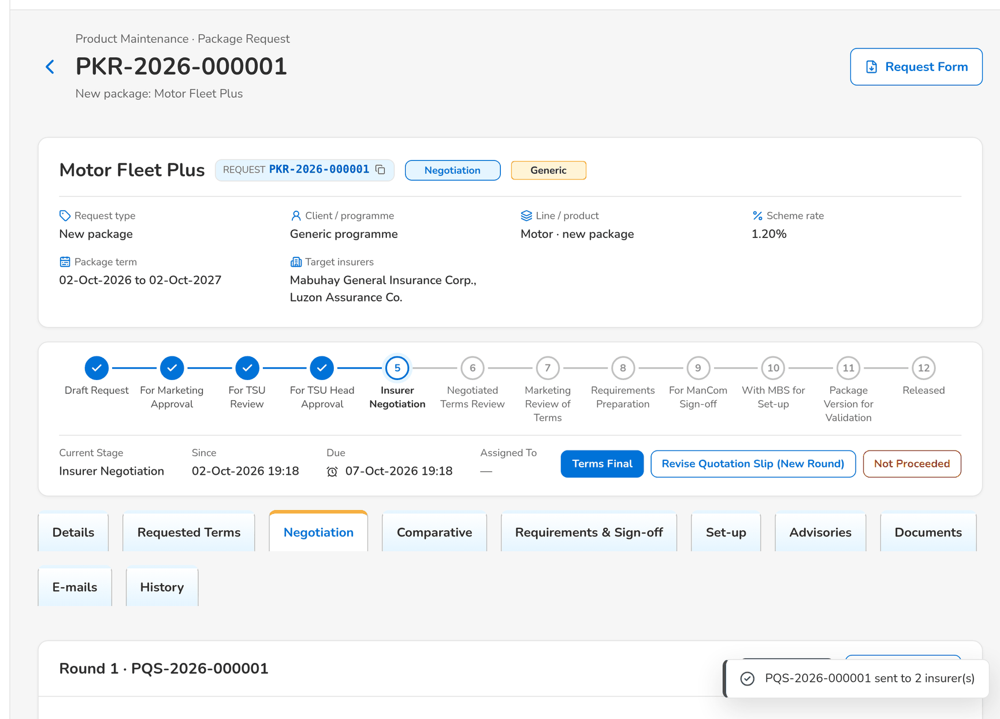 Product Maintenance · Package Request
PKR-2026-000001
New package: Motor Fleet Plus
Request Form
Motor Fleet Plus
REQUEST PKR-2026-000001
Negotiation
Generic
Request type
New package
Client / programme
Generic programme
Line / product
Motor · new package
Scheme rate
1.20%
Package term
02-Oct-2026 to 02-Oct-2027
Target insurers
Mabuhay General Insurance Corp.,
Luzon Assurance Co.
5
6
7
8
9
10
11
12
Draft Request
For Marketing
Approval
For TSU
Review
For TSU Head
Approval
Insurer
Negotiation
Negotiated
Terms Review
Marketing
Review of
Terms
Requirements
Preparation
For ManCom
Sign-off
With MBS for
Set-up
Package
Version for
Validation
Released
Current Stage
Insurer Negotiation
Since
02-Oct-2026 19:18
Due
07-Oct-2026 19:18
Assigned To
—
Terms Final
Revise Quotation Slip (New Round)
Not Proceeded
Details
Requested Terms
Negotiation
Comparative
Requirements & Sign-off
Set-up
Advisories
Documents
E-mails
History
Round 1 · PQS-2026-000001
PQS-2026-000001 sent to 2 insurer(s)